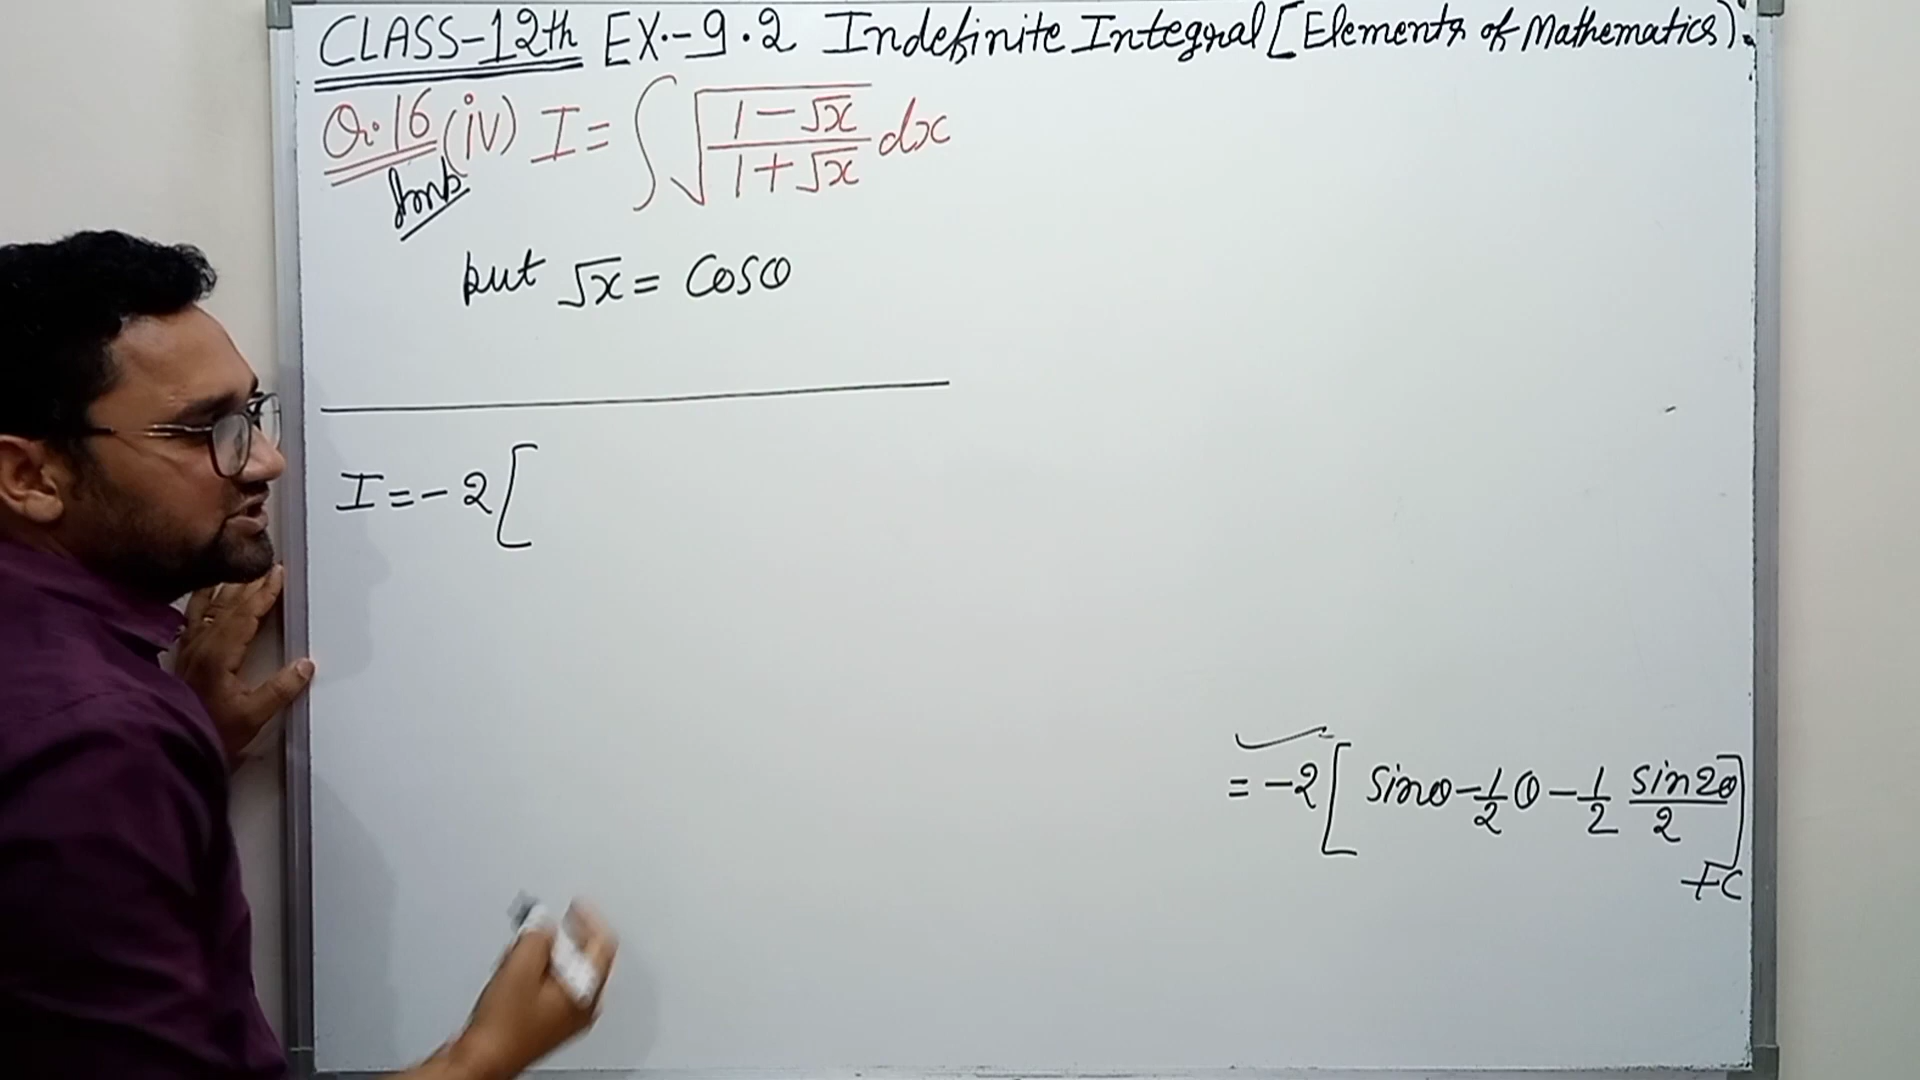 CLASS-12th EX.-9.2 Indefinite Integral [Elements of Mathematics].
Q.16 (iv) I = ∫ √((1-√x)/(1+√x)) dx
put √x = Cosθ
I = -2 [
= -2 [ sinθ - 1/2 θ - 1/2 sin2θ/2 ]
+C